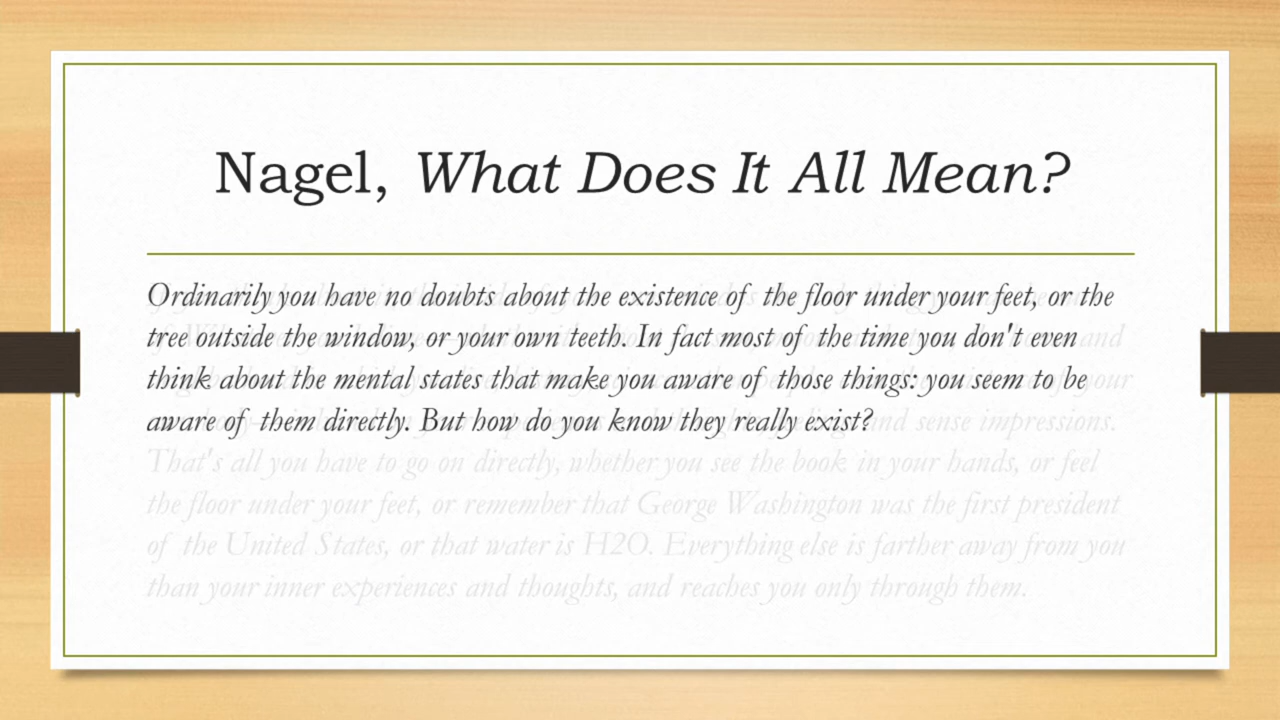 Nagel, What Does It All Mean?
Ordinarily you have no doubts about the existence of the floor under your feet, or the
tree outside the window, or your own teeth. In fact most of the time you don't even
think about the mental states that make you aware of those things: you seem to be
aware of them directly. But how do you know they really exist?
and sense impressions.
That's all you have to go on directly, whether you see the book in your hands, or feel
the floor under your feet, or remember that George Washington was the first president
of the United States, or that water is H2O. Everything else is farther away from you
than your inner experiences and thoughts, and reaches you only through them.